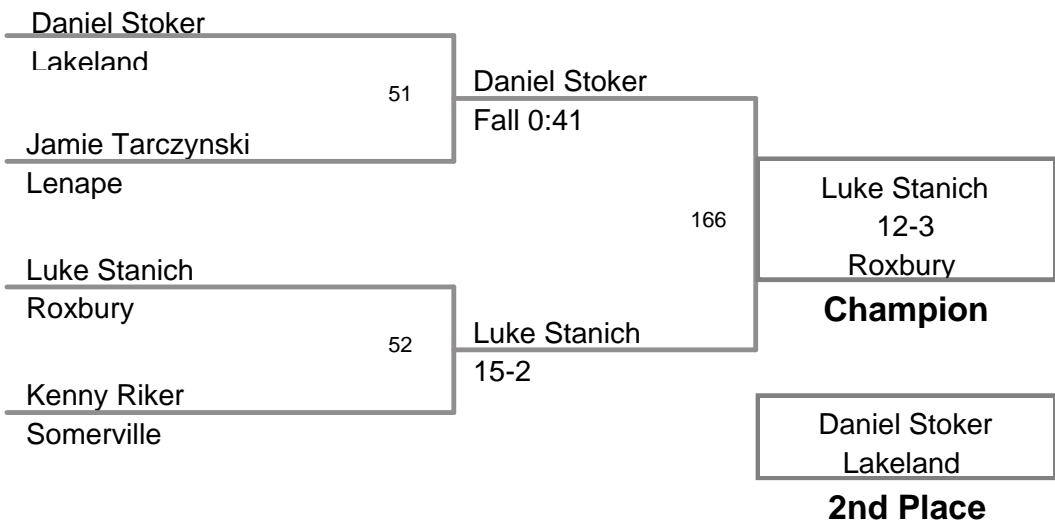 Daniel Stoker
Lakeland
51
Daniel Stoker
Fall 0:41
Jamie Tarczynski
Lenape
166
Luke Stanich
12-3
Roxbury
Champion
Luke Stanich
Roxbury
52
Luke Stanich
15-2
Kenny Riker
Somerville
Daniel Stoker
Lakeland
2nd Place